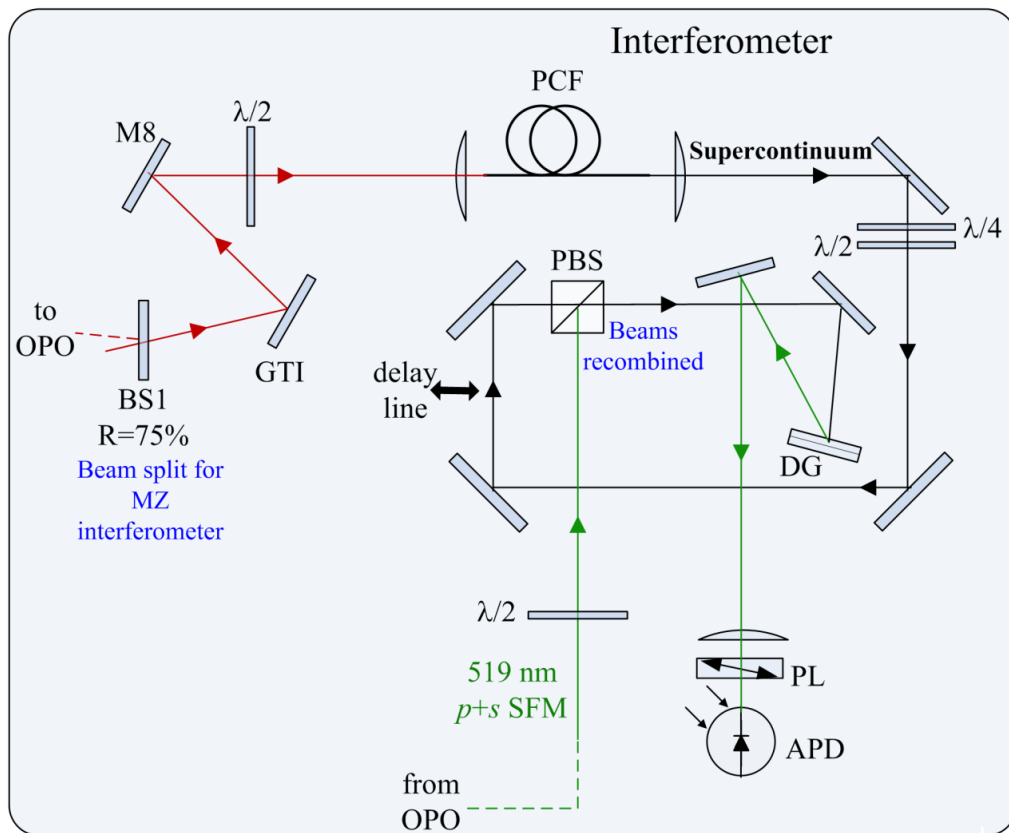 Interferometer
PCF
λ/2
M8
Supercontinuum
λ/4
λ/2
PBS
to
OPO
Beams
recombined
GTI
delay
line
BS1
R=75%
DG
Beam split for
MZ
interferometer
λ/2
519 nm
p+s SFM
PL
APD
from
OPO